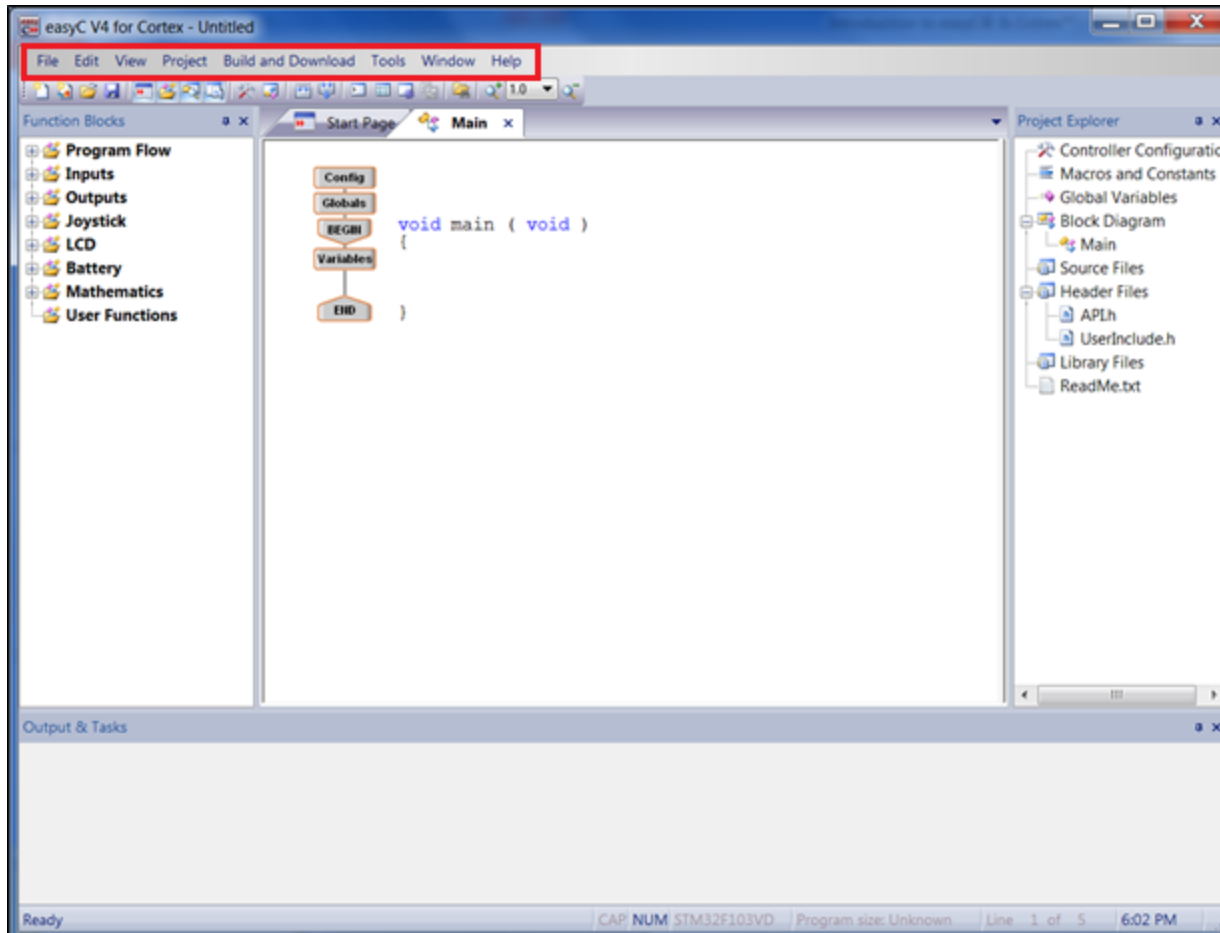 easyC V4 for Cortex - Untitled
File Edit View Project Build and Download Tools Window Help
1.0
Function Blocks
Start Page
Main
Project Explorer
Program Flow
Inputs
Outputs
Joystick
LCD
Battery
Mathematics
User Functions
Config
Globals
BEGIN
Variables
END
void main ( void )
{
}
Controller Configuratio
Macros and Constants
Global Variables
Block Diagram
Main
Source Files
Header Files
API.h
UserInclude.h
Library Files
ReadMe.txt
Output & Tasks
Ready
CAP NUM STM32F103VD Program size: Unknown Line 1 of 5 6:02 PM